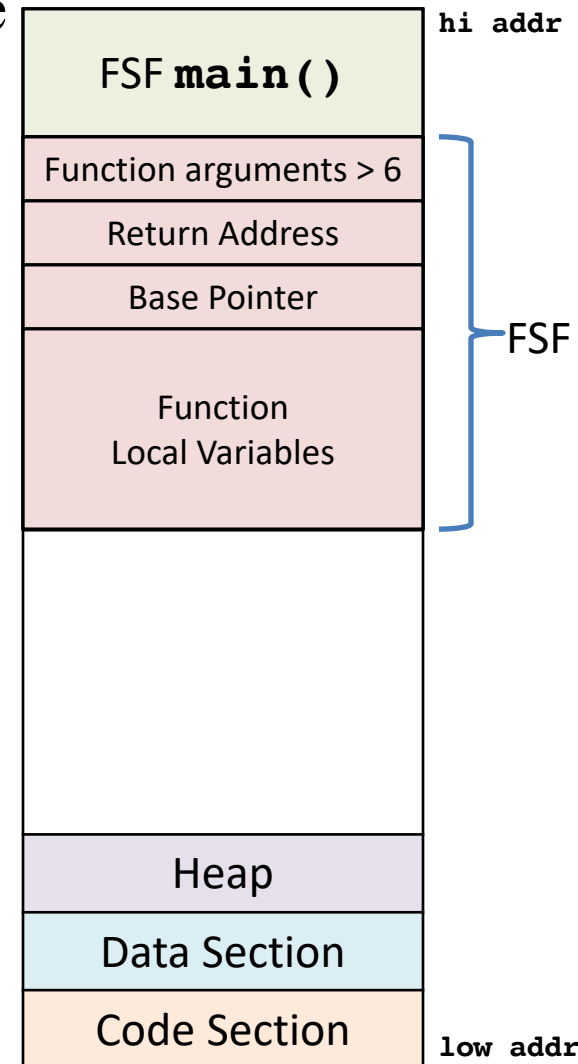 e
hi addr
FSF main()
Function arguments > 6
Return Address
Base Pointer
FSF
Function
Local Variables
Heap
Data Section
Code Section
low addr